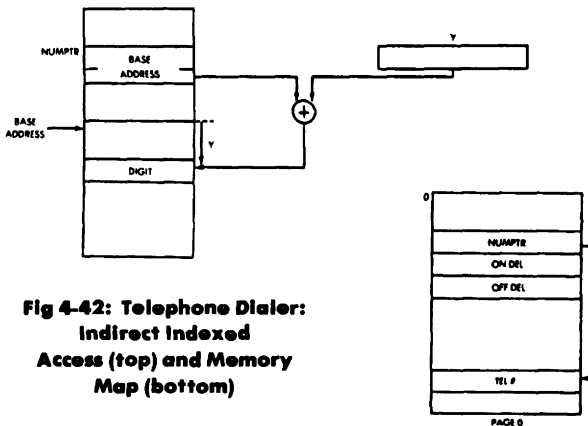 Y
NUMPTR
BASE
ADDRESS
+
BASE
ADDRESS
Y
DIGIT
0
NUMPTR
ON DEL
OFF DEL
TEL #
PAGE 0
Fig 4-42: Telephone Dialer:
Indirect Indexed
Access (top) and Memory
Map (bottom)